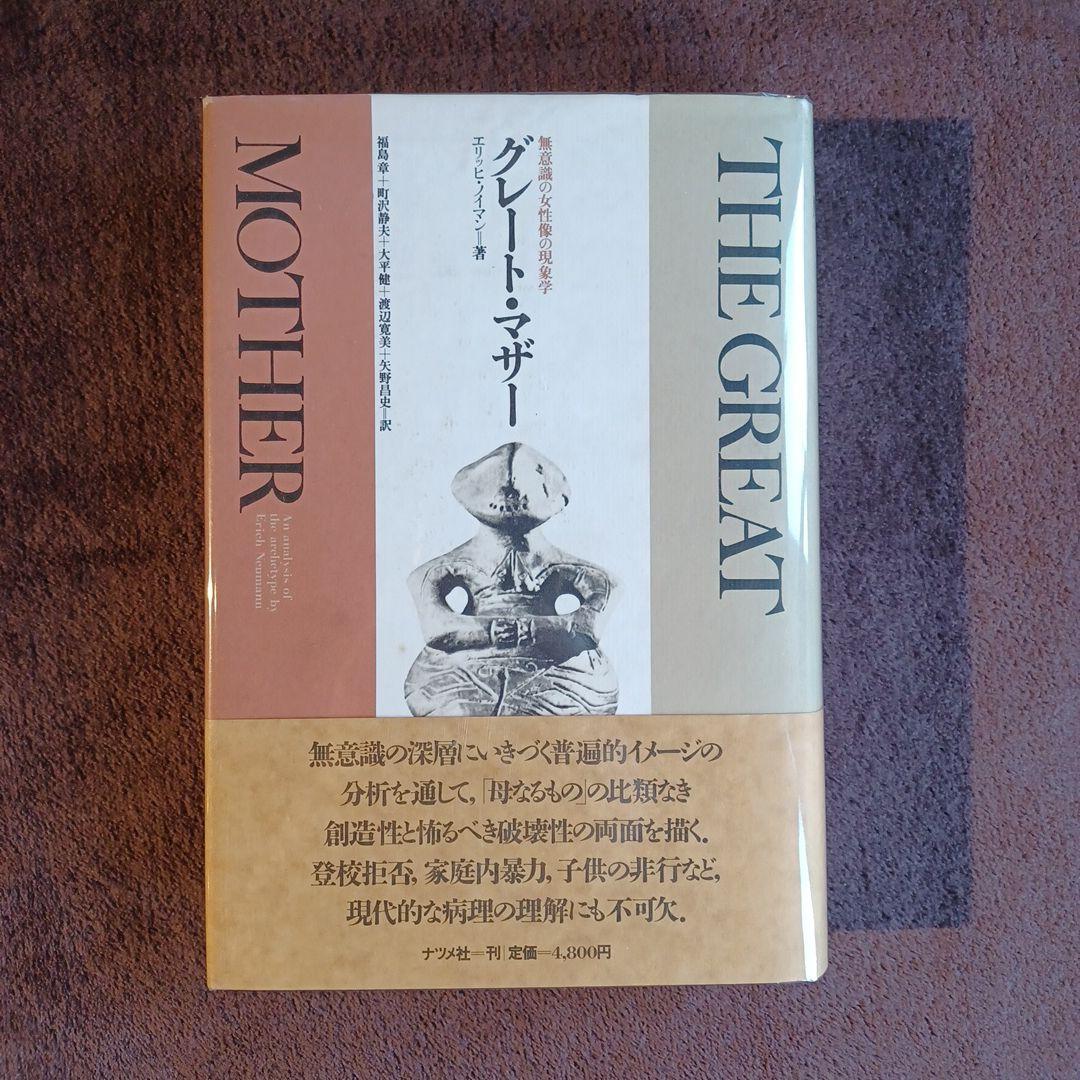 THE GREAT
MOTHER
An analysis of
the archetype by
Erich Neumann
無意識の女性像の現象学
グレート・マザー
エリッヒ・ノイマン=著
福島章+町沢静夫+大平健+渡辺寛美+矢野昌史=訳
無意識の深層にいきづく普遍的イメージの
分析を通して,「母なるもの」の比類なき
創造性と怖るべき破壊性の両面を描く.
登校拒否,家庭内暴力,子供の非行など,
現代的な病理の理解にも不可欠.
ナツメ社=刊|定価=4,800円